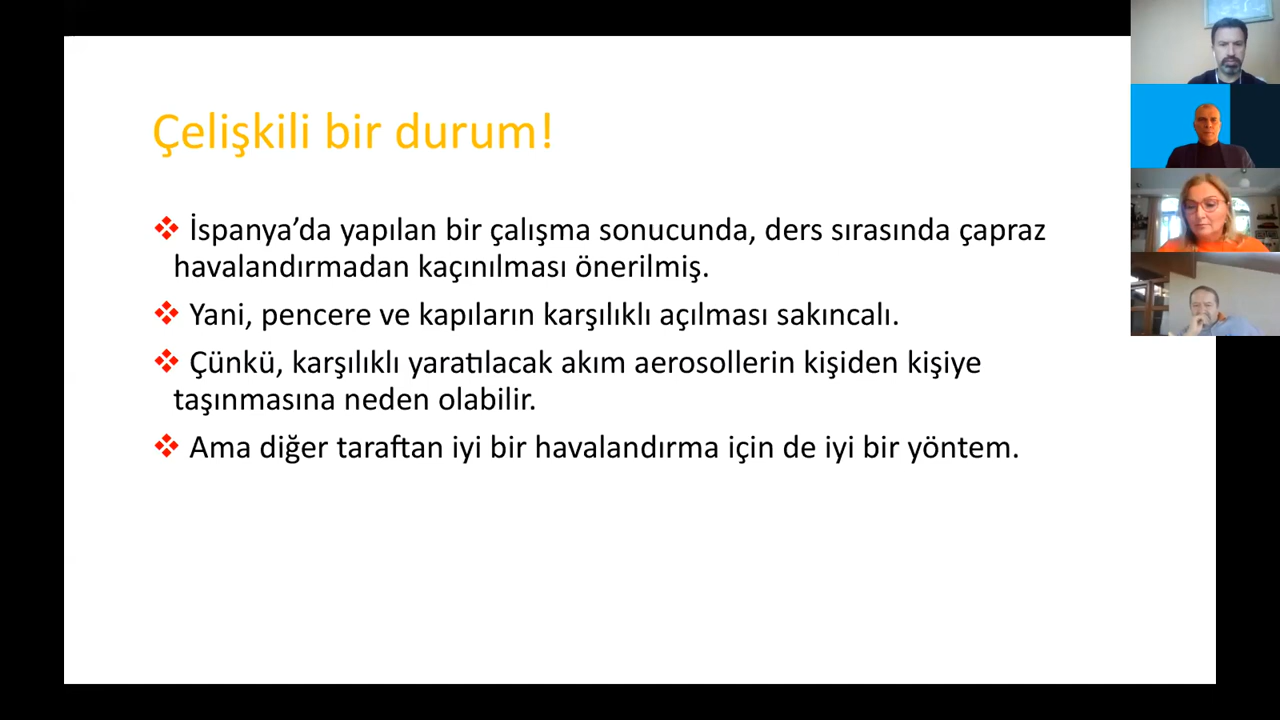 Çelişkili bir durum!
❖ İspanya’da yapılan bir çalışma sonucunda, ders sırasında çapraz
havalandırmadan kaçınılması önerilmiş.
❖ Yani, pencere ve kapıların karşılıklı açılması sakıncalı.
❖ Çünkü, karşılıklı yaratılacak akım aerosollerin kişiden kişiye
taşınmasına neden olabilir.
❖ Ama diğer taraftan iyi bir havalandırma için de iyi bir yöntem.